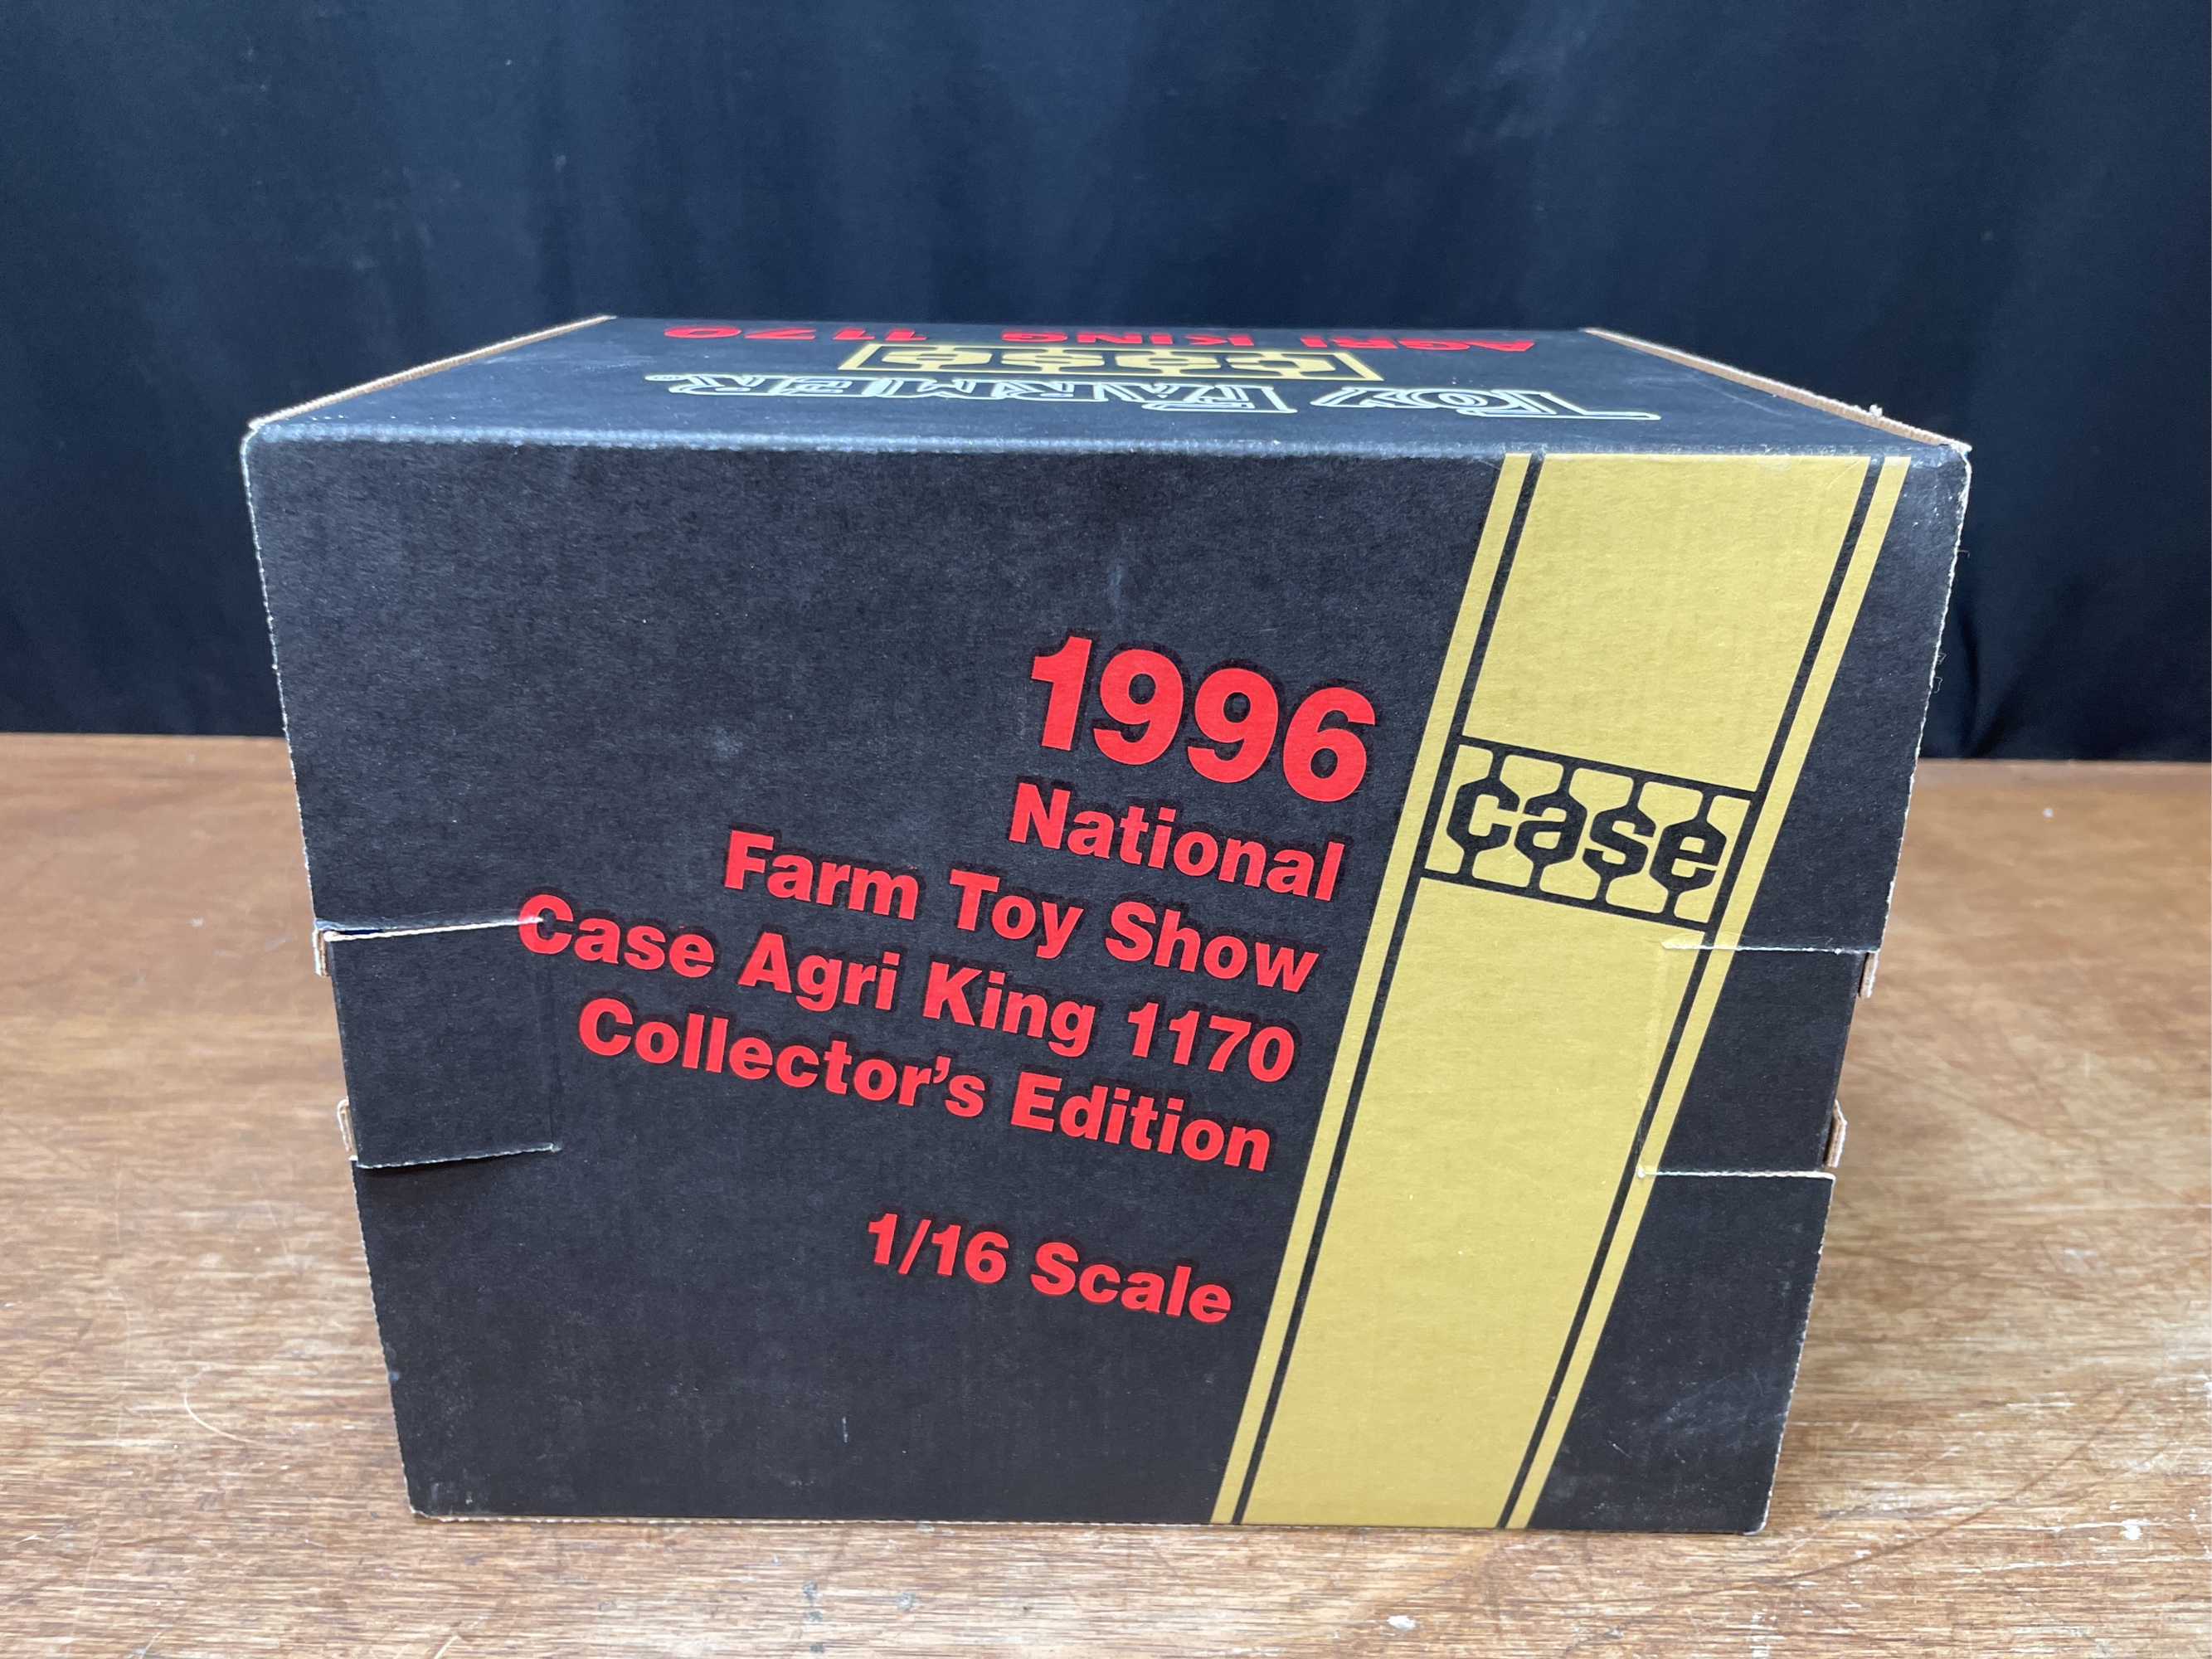 AGRI KING 1170
case
TOY FARMER
1996
National
Farm Toy Show
Case Agri King 1170
Collector's Edition
1/16 Scale
case